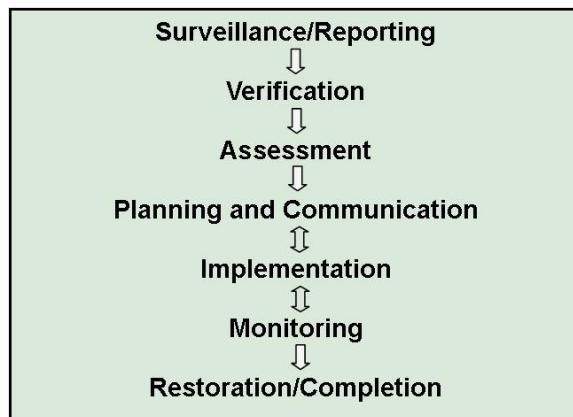 Surveillance/Reporting
Verification
Assessment
Planning and Communication
Implementation
Monitoring
Restoration/Completion